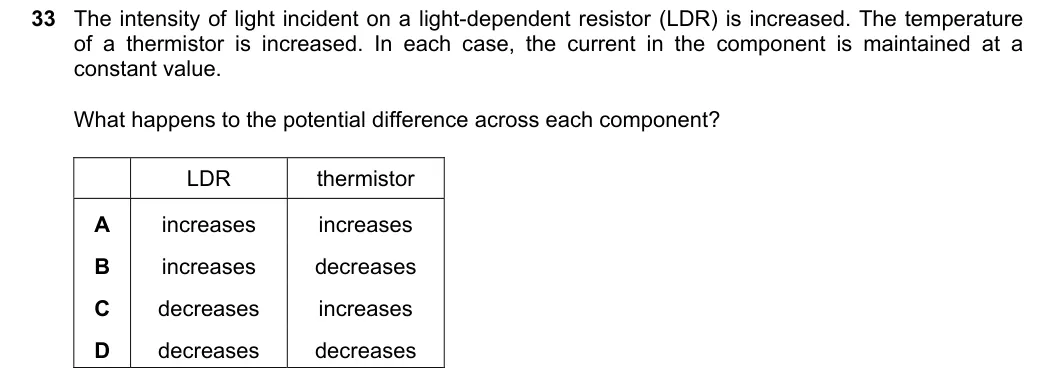 33 The intensity of light incident on a light-dependent resistor (LDR) is increased. The temperature
of a thermistor is increased. In each case, the current in the component is maintained at a
constant value.
What happens to the potential difference across each component?
LDR thermistor
A increases increases
B increases decreases
C decreases increases
D decreases decreases